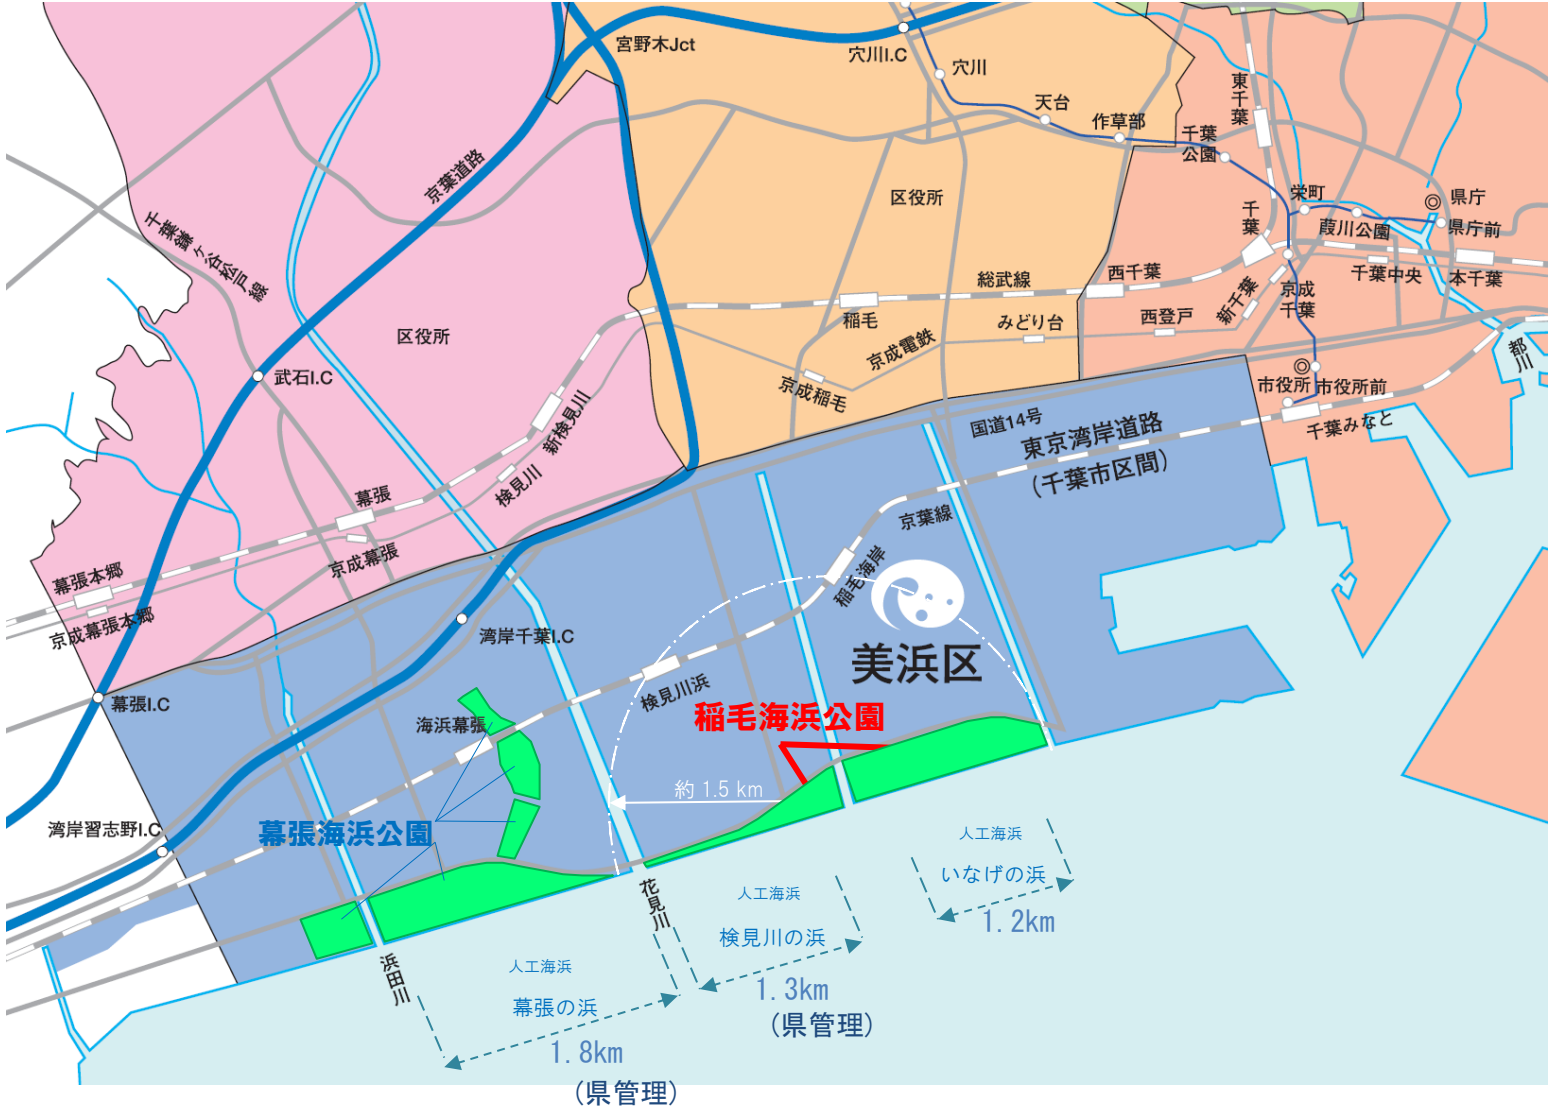 宮野木Jct
穴川I.C
穴川
天台
作草部
千葉
公園
東千葉
栄町
県庁
県庁前
葭川公園
千葉
千葉中央
本千葉
京葉道路
区役所
千葉鎌ヶ谷松戸線
総武線
西千葉
新千葉
京成
千葉
稲毛
みどり台
西登戸
区役所
京成電鉄
都川
武石I.C
京成稲毛
市役所
市役所前
千葉みなと
国道14号
東京湾岸道路
(千葉市区間)
新検見川
検見川
幕張
京葉線
京成幕張
幕張本郷
京成幕張本郷
稲毛海岸
湾岸千葉I.C
美浜区
検見川浜
幕張I.C
海浜幕張
稲毛海浜公園
約 1.5 km
湾岸習志野I.C
幕張海浜公園
人工海浜
いなげの浜
1.2km
花見川
人工海浜
検見川の浜
1.3km
(県管理)
浜田川
人工海浜
幕張の浜
1.8km
(県管理)